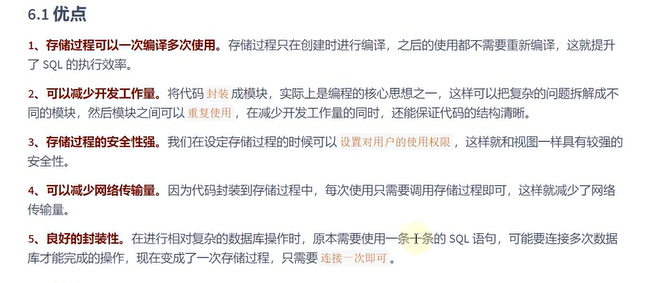 6.1 优点
1、存储过程可以一次编译多次使用。存储过程只在创建时进行编译，之后的使用都不需要重新编译，这就提升
了 SQL 的执行效率。
2、可以减少开发工作量。将代码 封装 成模块，实际上是编程的核心思想之一，这样可以把复杂的问题拆解成不
同的模块，然后模块之间可以 重复使用 ，在减少开发工作量的同时，还能保证代码的结构清晰。
3、存储过程的安全性强。我们在设定存储过程的时候可以 设置对用户的使用权限 ，这样就和视图一样具有较强的
安全性。
4、可以减少网络传输量。因为代码封装到存储过程中，每次使用只需要调用存储过程即可，这样就减少了网络
传输量。
5、良好的封装性。在进行相对复杂的数据库操作时，原本需要使用一条一条的 SQL 语句，可能要连接多次数据
库才能完成的操作，现在变成了一次存储过程，只需要 连接一次即可 。